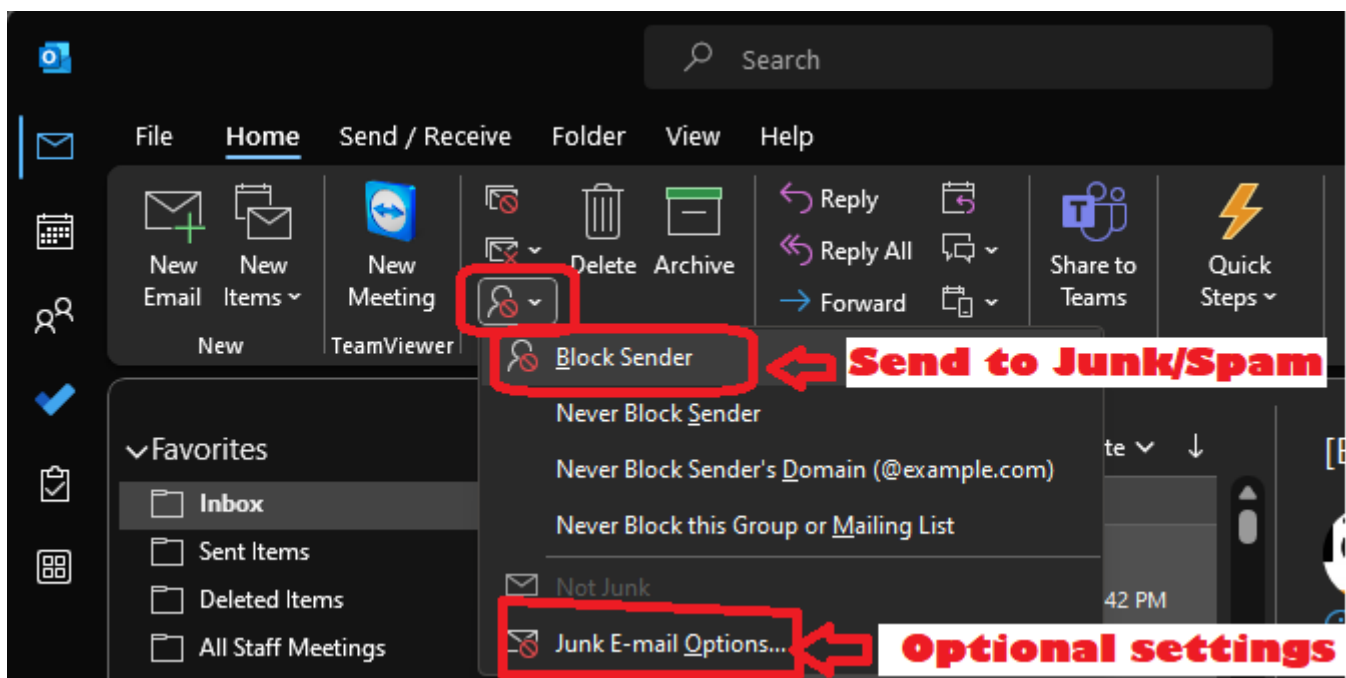 Search
File Home Send / Receive Folder View Help
New Email
New Items
New
New Meeting
TeamViewer
Delete
Archive
Reply
Reply All
Forward
Share to Teams
Quick Steps
Block Sender
Send to Junk/Spam
Never Block Sender
Never Block Sender's Domain (@example.com)
Never Block this Group or Mailing List
Not Junk
Junk E-mail Options...
Optional settings
Favorites
Inbox
Sent Items
Deleted Items
All Staff Meetings
42 PM